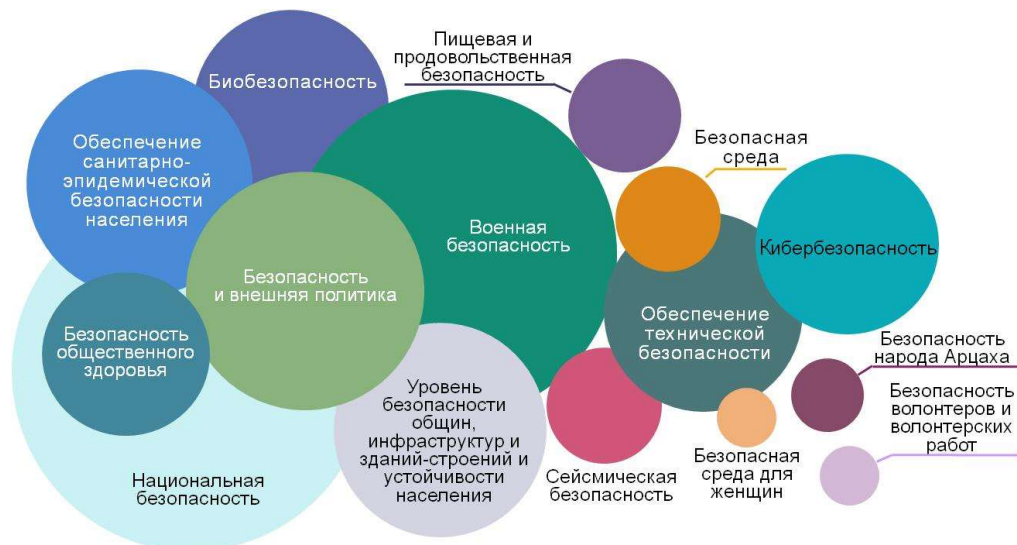 Биобезопасность
Пищевая и
продовольственная
безопасность
Обеспечение
санитарно-
эпидемической
безопасности
населения
Безопасная
среда
Военная
безопасность
Кибербезопасность
Безопасность
и внешняя политика
Обеспечение
технической
безопасности
Безопасность
общественного
здоровья
Безопасность
народа Арцаха
Уровень
безопасности
общин,
инфраструктур и
зданий-строений и
устойчивости
населения
Безопасность
волонтеров и
волонтерских
работ
Национальная
безопасность
Сейсмическая
безопасность
Безопасная
среда для
женщин